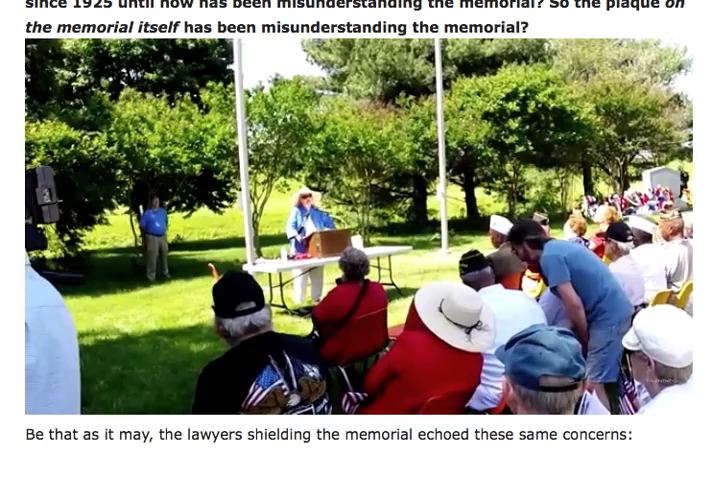 since 1925 until now has been misunderstanding the memorial? So the plaque on
the memorial itself has been misunderstanding the memorial?
Be that as it may, the lawyers shielding the memorial echoed these same concerns: